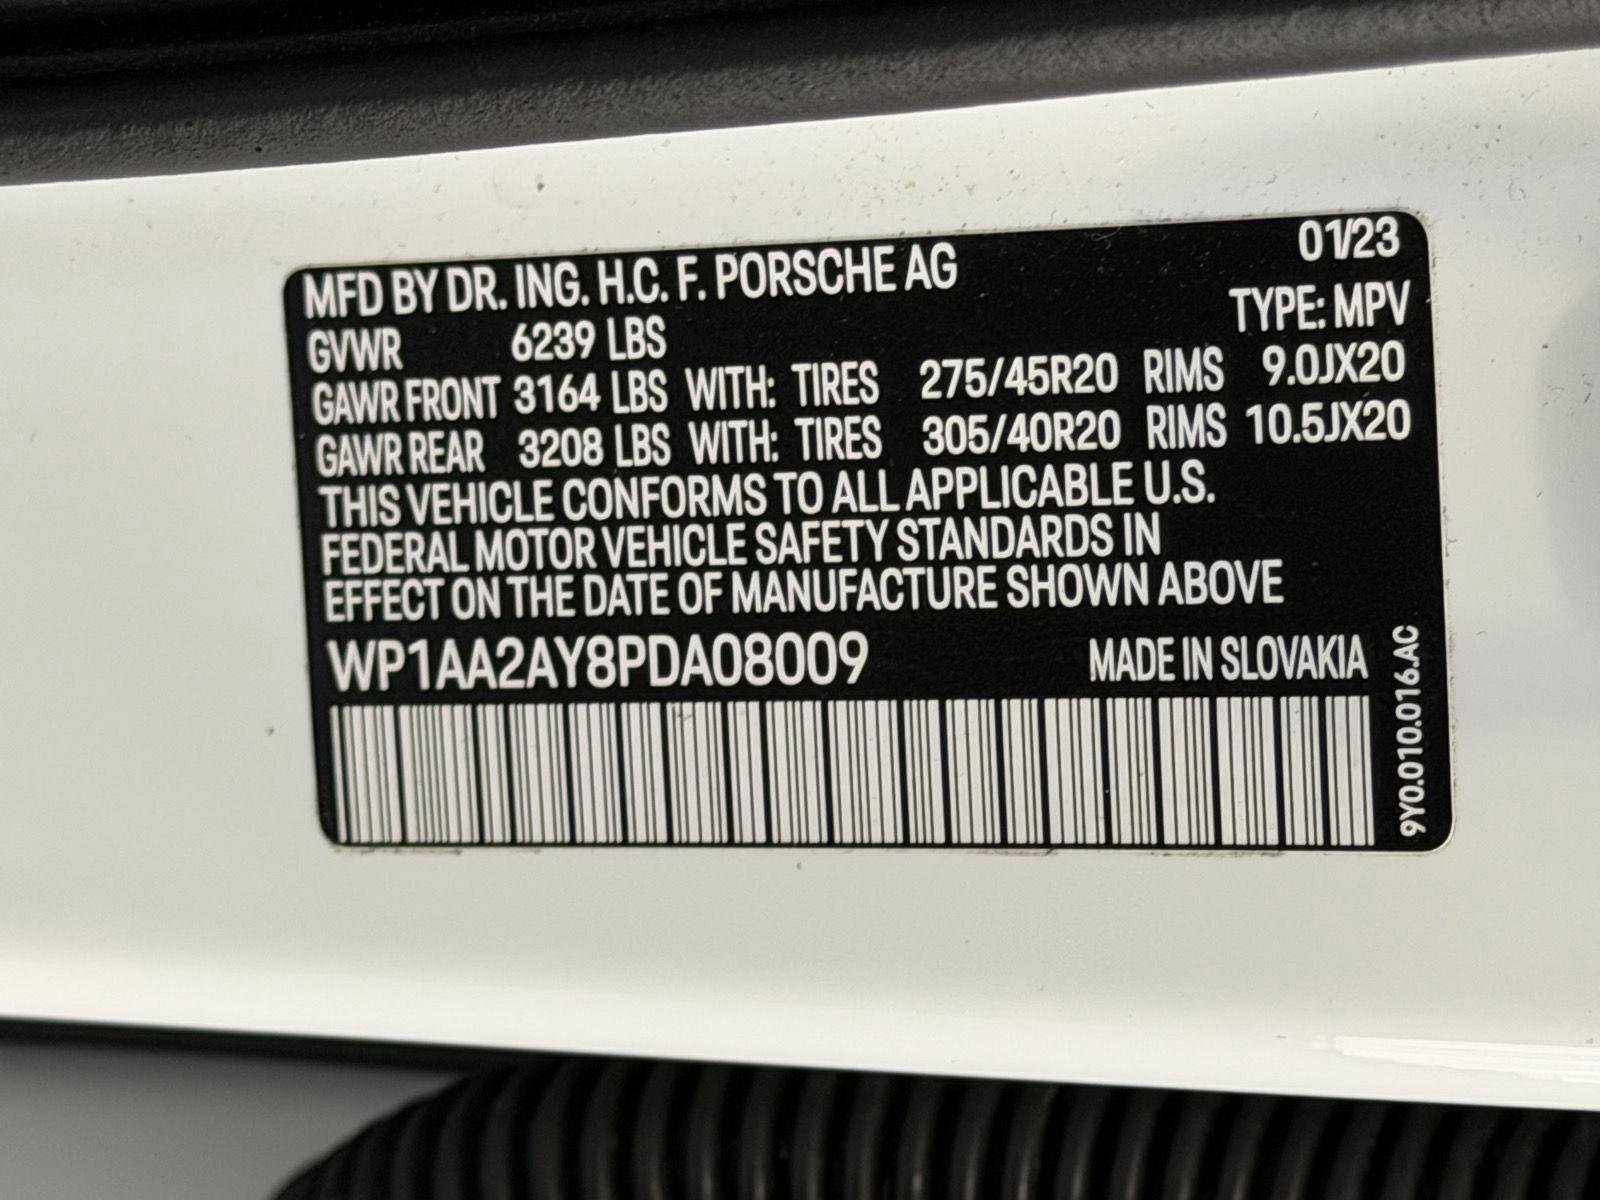 MFD BY DR. ING. H.C. F. PORSCHE AG 01/23
TYPE: MPV
GVWR 6239 LBS
GAWR FRONT 3164 LBS WITH: TIRES 275/45R20 RIMS 9.0JX20
GAWR REAR 3208 LBS WITH: TIRES 305/40R20 RIMS 10.5JX20
THIS VEHICLE CONFORMS TO ALL APPLICABLE U.S.
FEDERAL MOTOR VEHICLE SAFETY STANDARDS IN
EFFECT ON THE DATE OF MANUFACTURE SHOWN ABOVE
WP1AA2AY8PDA08009 MADE IN SLOVAKIA
9Y0.010.016.AC